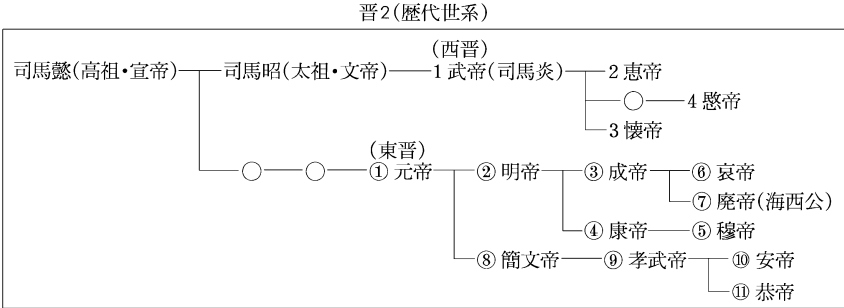 晋2(歴代世系)
(西晋)
司馬懿(高祖・宣帝) 司馬昭(太祖・文帝) 1 武帝(司馬炎) 2 恵帝
4 愍帝
3 懐帝
(東晋)
① 元帝 ② 明帝 ③ 成帝 ⑥ 哀帝
⑦ 廃帝(海西公)
④ 康帝 ⑤ 穆帝
⑧ 簡文帝 ⑨ 孝武帝 ⑩ 安帝
⑪ 恭帝